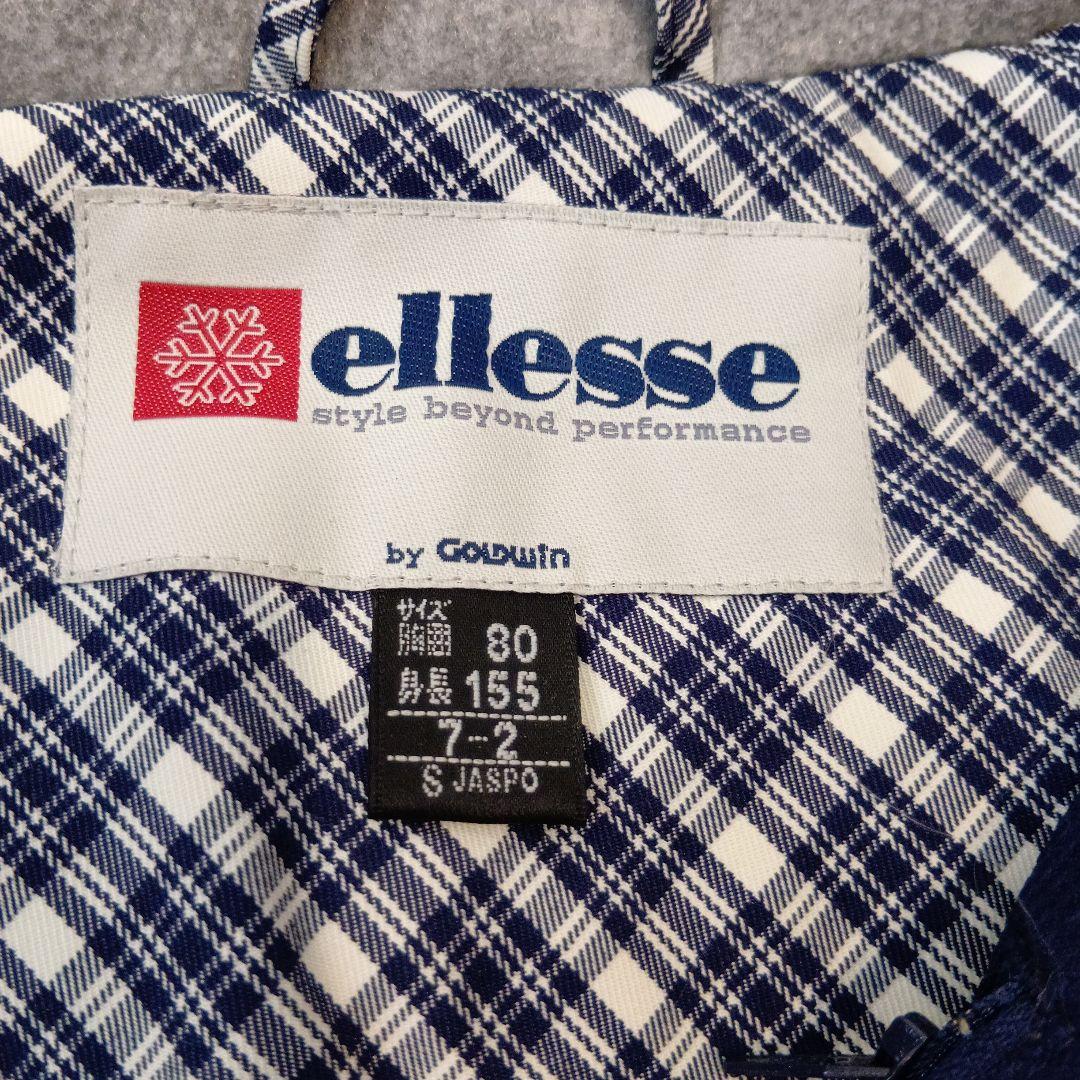 ellesse
style beyond performance
by GOLDWIN
サイズ
胸囲 80
身長 155
7-2
S JASPO